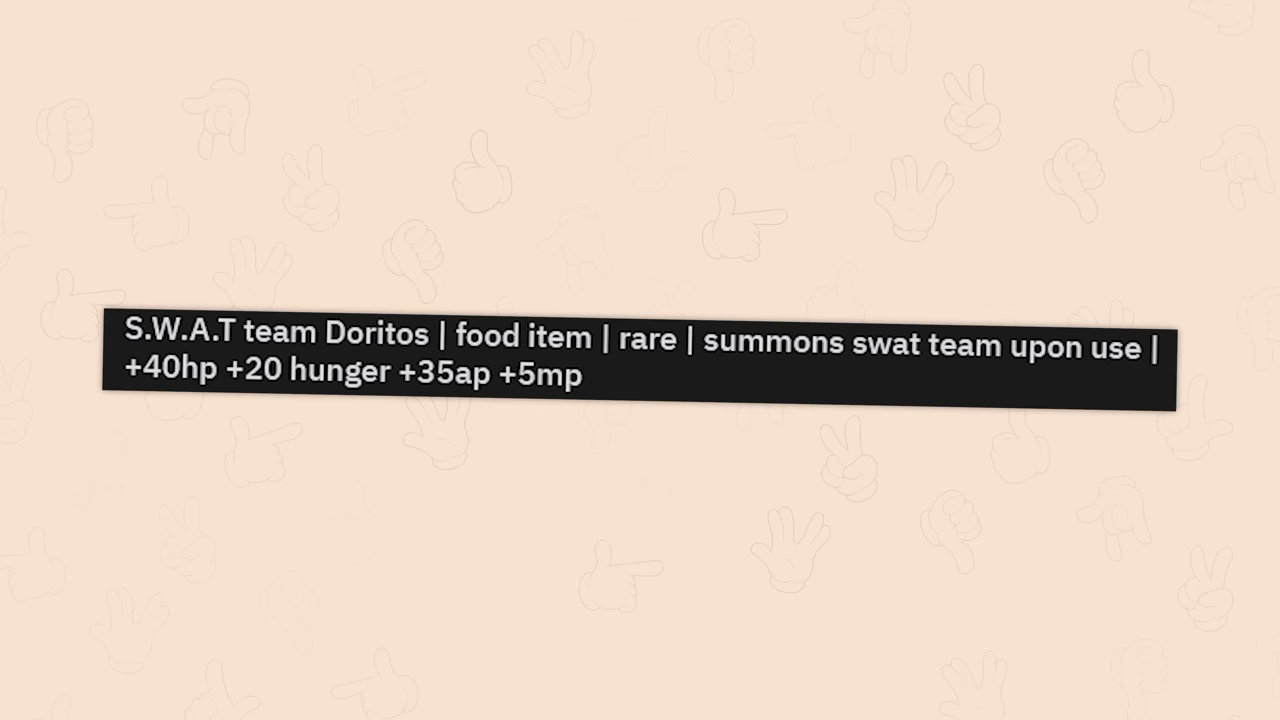 S.W.A.T team Doritos | food item | rare | summons swat team upon use |
+40hp +20 hunger +35ap +5mp